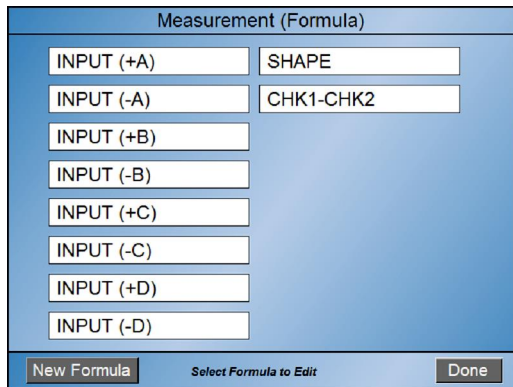 Measurement (Formula)
INPUT (+A)
INPUT (-A)
INPUT (+B)
INPUT (-B)
INPUT (+C)
INPUT (-C)
INPUT (+D)
INPUT (-D)
SHAPE
CHK1-CHK2
New Formula
Select Formula to Edit
Done